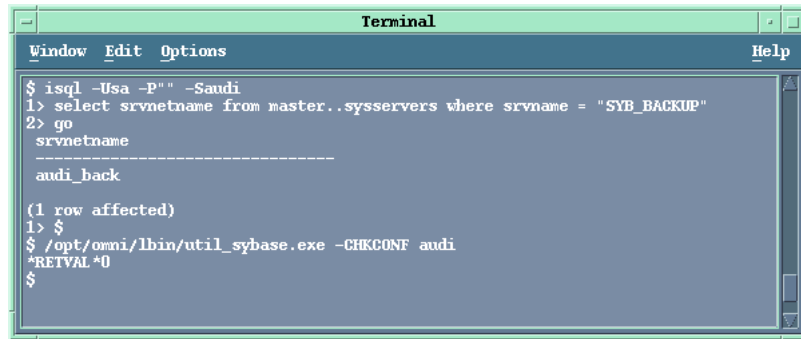 Terminal
Window Edit Options Help
$ isql -Usa -P"" -Saudi
1> select srvnetname from master..sysservers where srvname = "SYB_BACKUP"
2> go
srvnetname
---------------------------------
audi_back
(1 row affected)
1> $
$ /opt/omni/lbin/util_sybase.exe -CHKCONF audi
*RETVAL*0
$